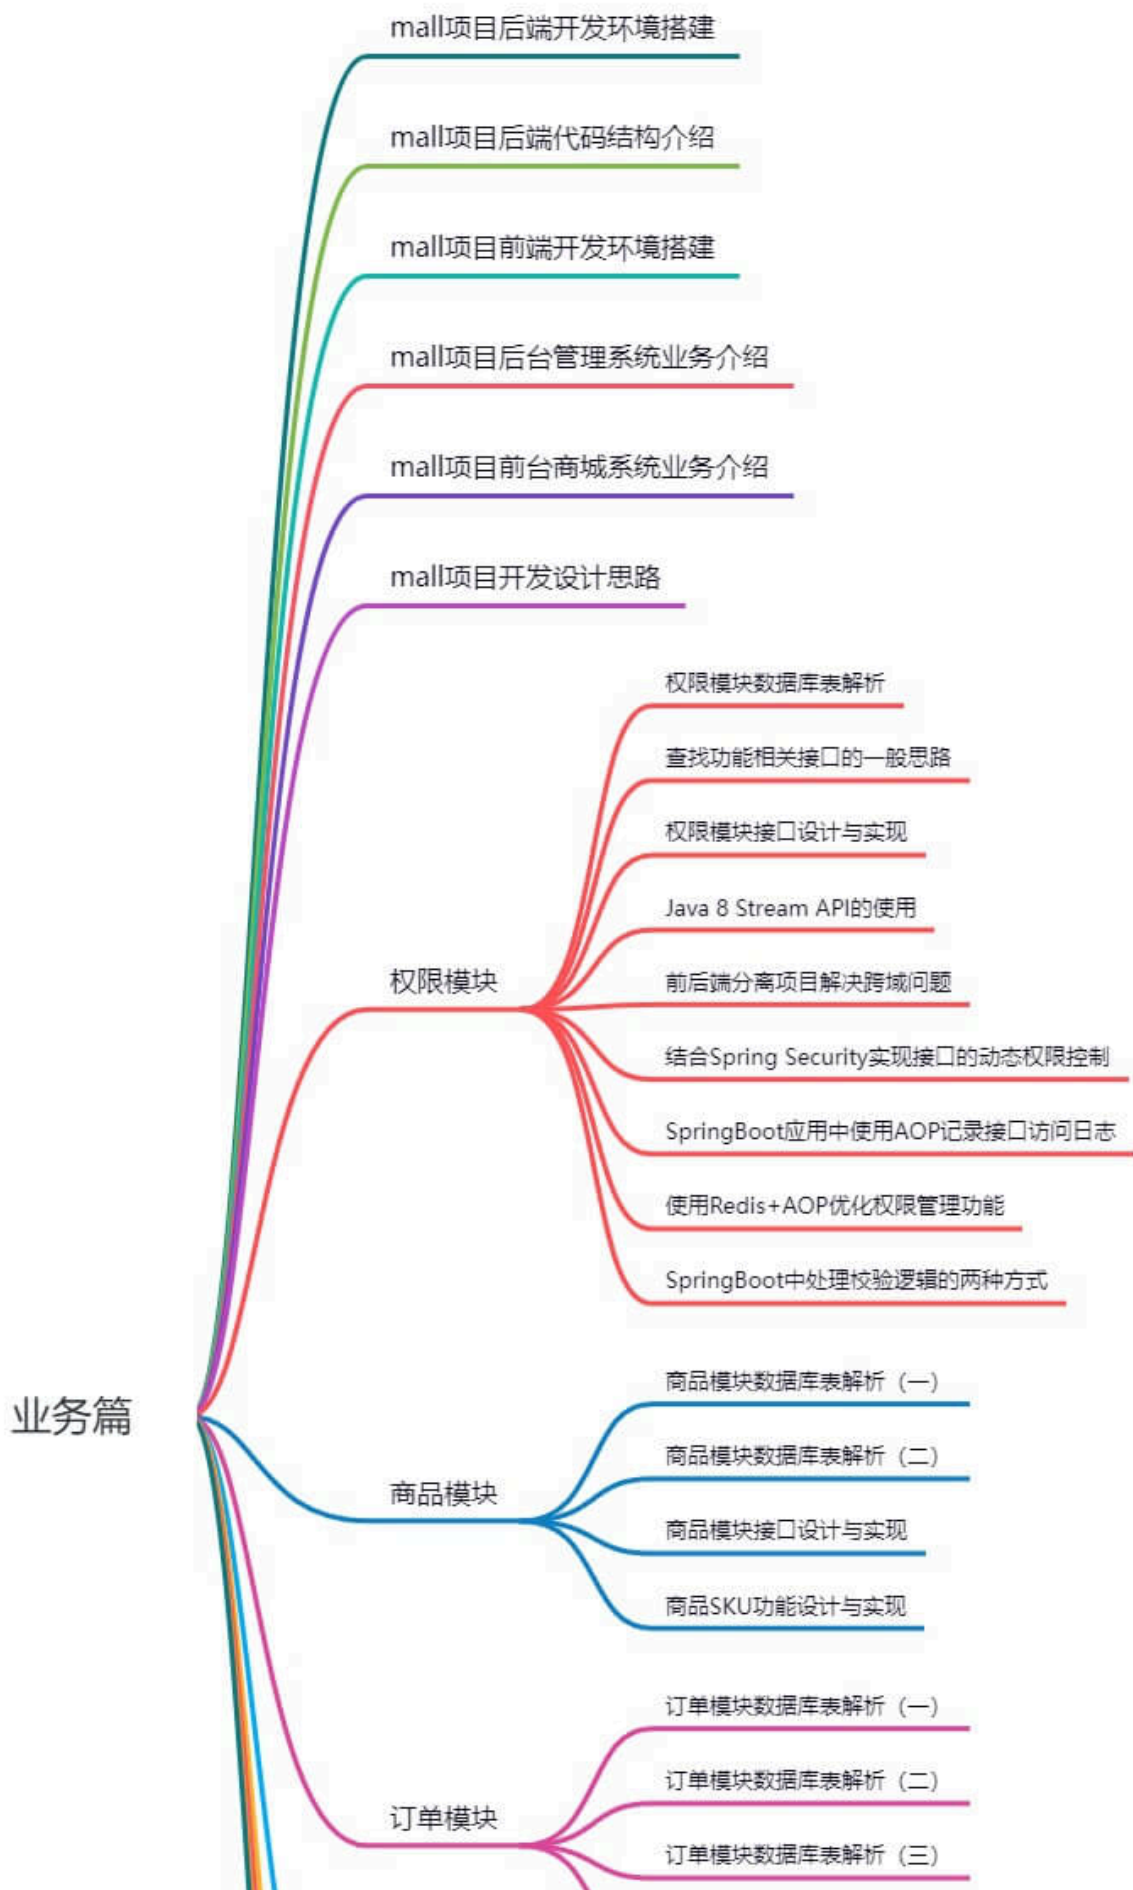 mall项目后端开发环境搭建
mall项目后端代码结构介绍
mall项目前端开发环境搭建
mall项目后台管理系统业务介绍
mall项目前台商城系统业务介绍
mall项目开发设计思路
权限模块数据库表解析
查找功能相关接口的一般思路
权限模块接口设计与实现
Java 8 Stream API的使用
权限模块
前后端分离项目解决跨域问题
结合Spring Security实现接口的动态权限控制
SpringBoot应用中使用AOP记录接口访问日志
使用Redis+AOP优化权限管理功能
SpringBoot中处理校验逻辑的两种方式
业务篇
商品模块数据库表解析（一）
商品模块数据库表解析（二）
商品模块
商品模块接口设计与实现
商品SKU功能设计与实现
订单模块数据库表解析（一）
订单模块数据库表解析（二）
订单模块
订单模块数据库表解析（三）